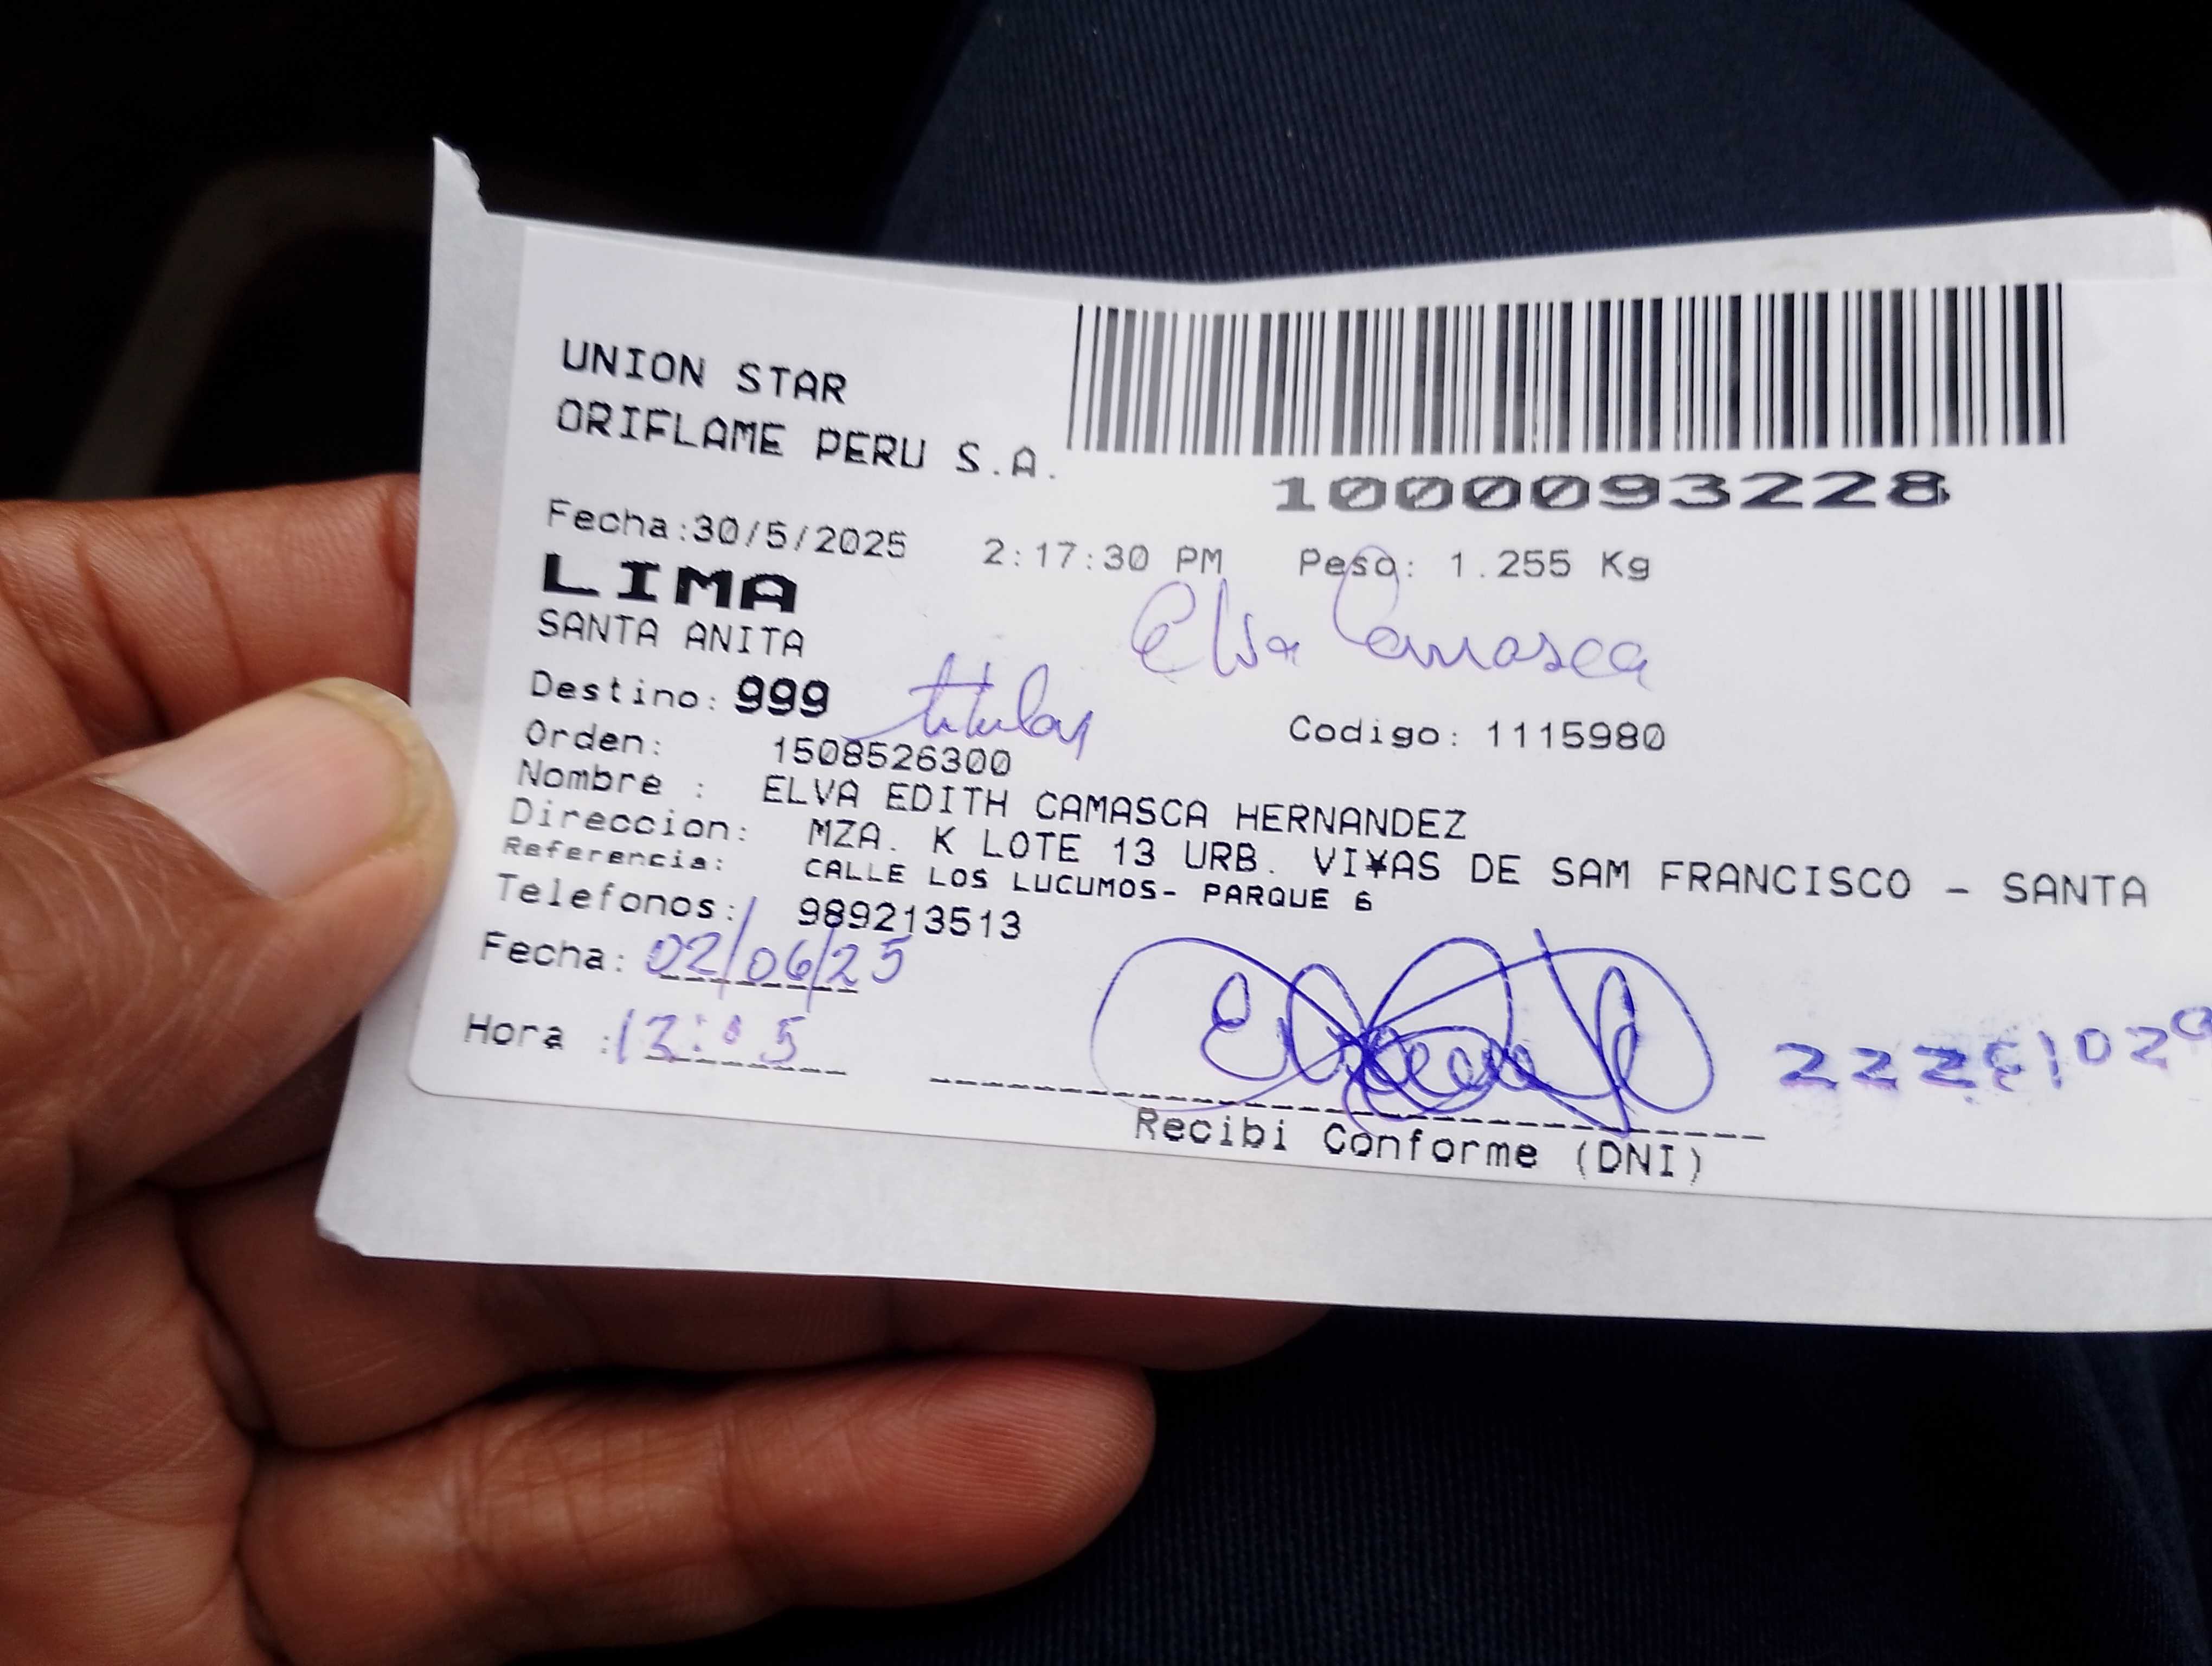 UNION STAR
ORIFLAME PERU S.A.
1000093228
Fecha:30/5/2025 2:17:30 PM Peso: 1.255 Kg
LIMA
SANTA ANITA
Elva Camasca
Destino: 999 titular
Codigo: 1115980
Orden: 1508526300
Nombre : ELVA EDITH CAMASCA HERNANDEZ
Direccion: MZA. K LOTE 13 URB. VI¥AS DE SAM FRANCISCO - SANTA
Referencia: CALLE LOS LUCUMOS- PARQUE 6
Telefonos: 989213513
Fecha: 02/06/25
Hora :
Recibi Conforme (DNI)